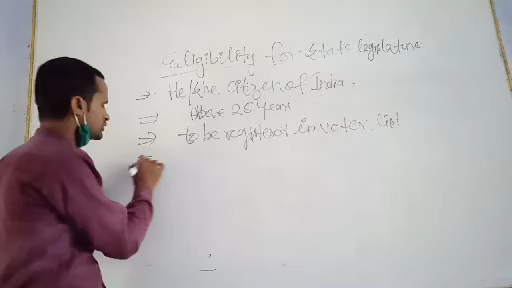 Eligibility for State legislature
→ He/she citizen of India.
⇒ Above 25 Years
⇒ to be registered in voter list